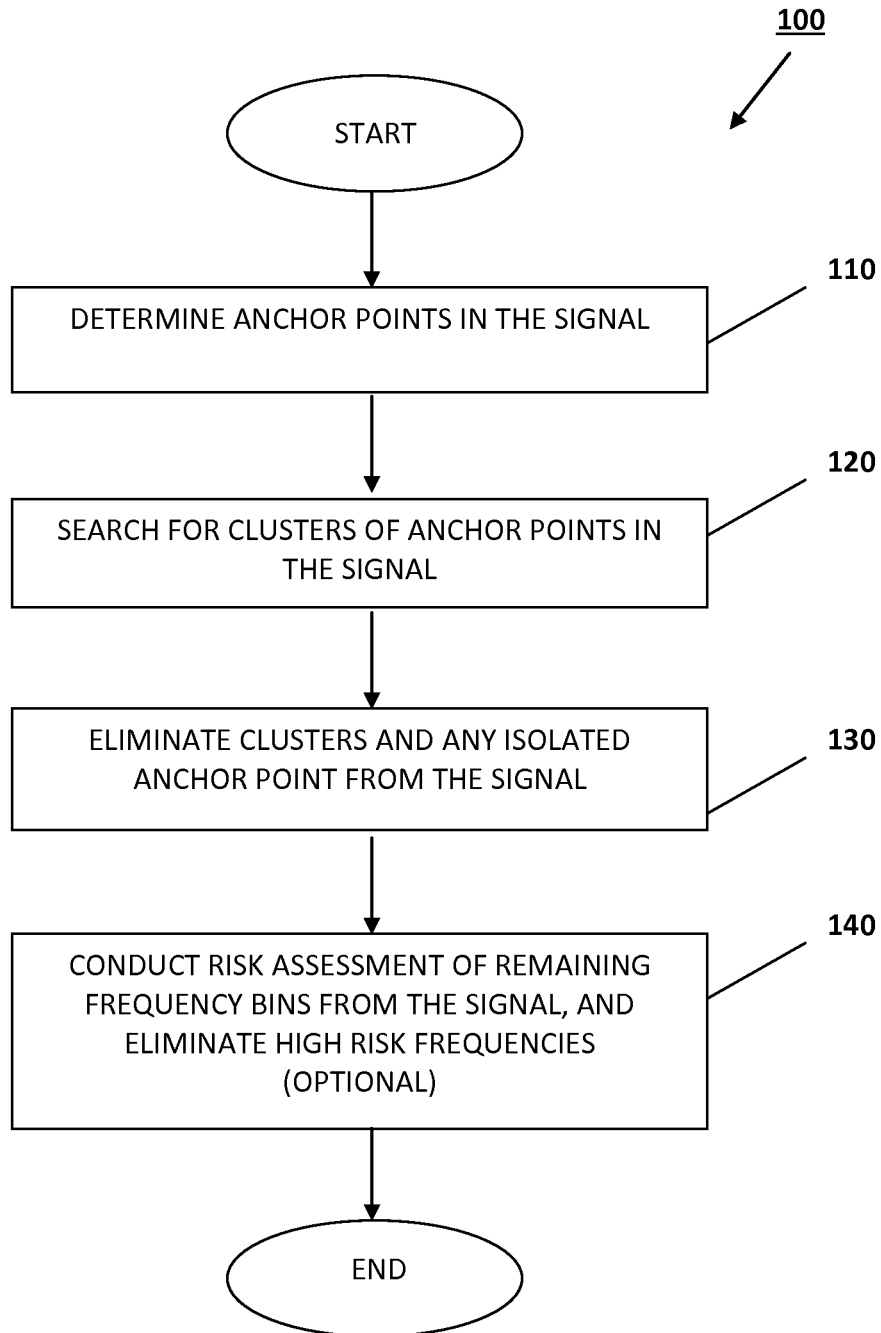 100
START
110
DETERMINE ANCHOR POINTS IN THE SIGNAL
120
SEARCH FOR CLUSTERS OF ANCHOR POINTS IN
THE SIGNAL
130
ELIMINATE CLUSTERS AND ANY ISOLATED
ANCHOR POINT FROM THE SIGNAL
140
CONDUCT RISK ASSESSMENT OF REMAINING
FREQUENCY BINS FROM THE SIGNAL, AND
ELIMINATE HIGH RISK FREQUENCIES
(OPTIONAL)
END